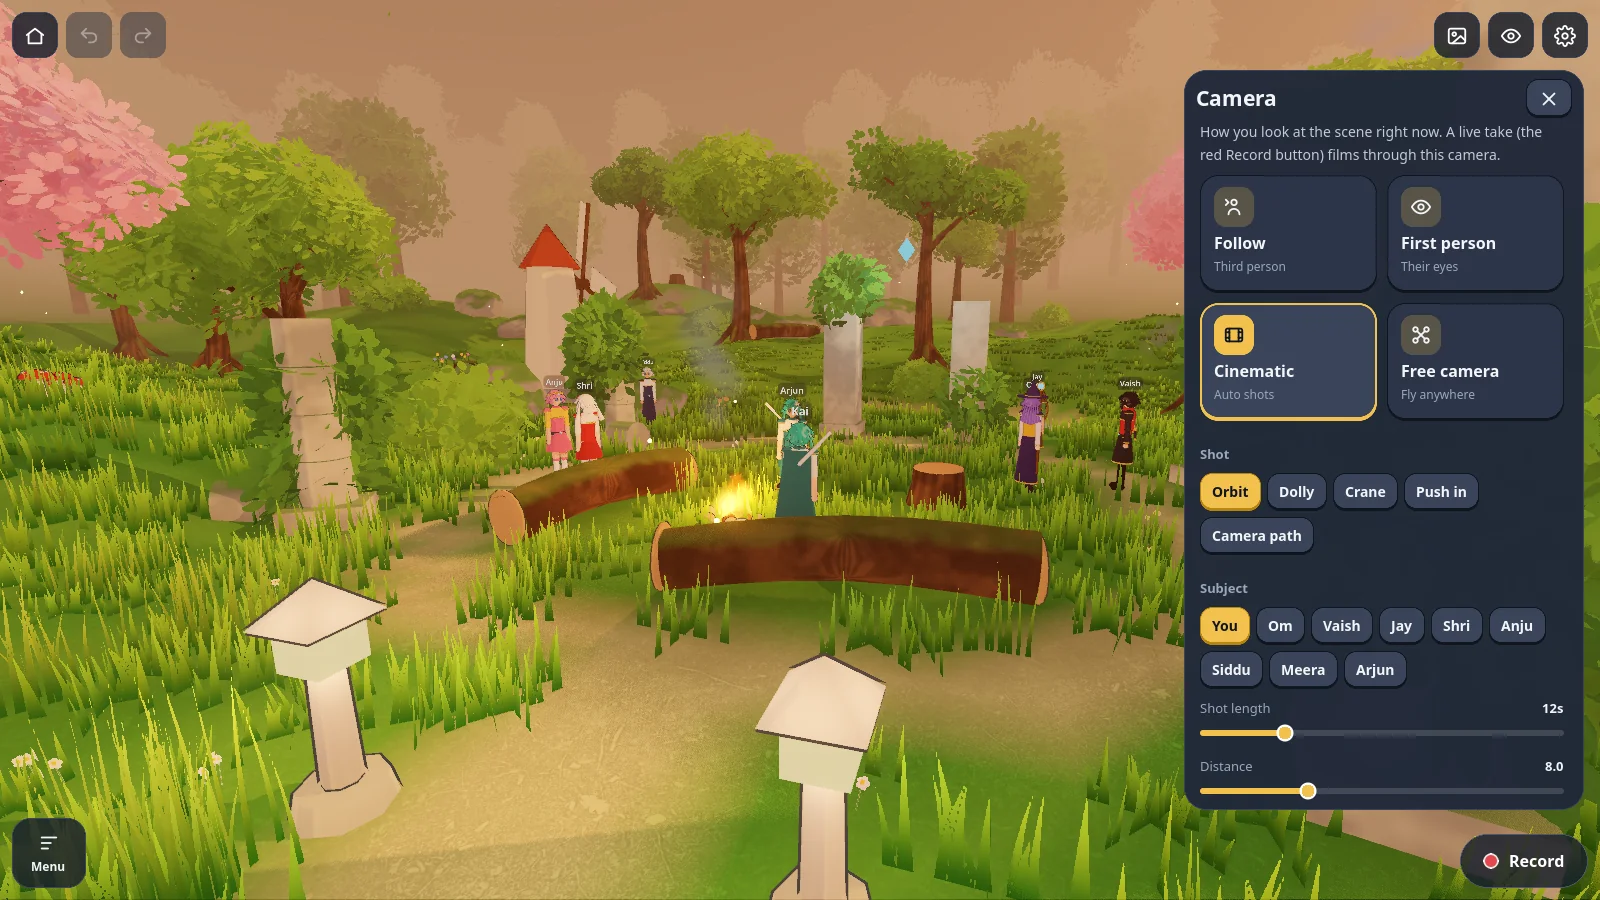 Camera
How you look at the scene right now. A live take (the
red Record button) films through this camera.
Follow
Third person
First person
Their eyes
Cinematic
Auto shots
Free camera
Fly anywhere
Shot
Orbit
Dolly
Crane
Push in
Camera path
Subject
You
Om
Vaish
Jay
Shri
Anju
Siddu
Meera
Arjun
Shot length
12s
Distance
8.0
Anju
Shri
Arjun
Kai
Jay
Vaish
Menu
Record